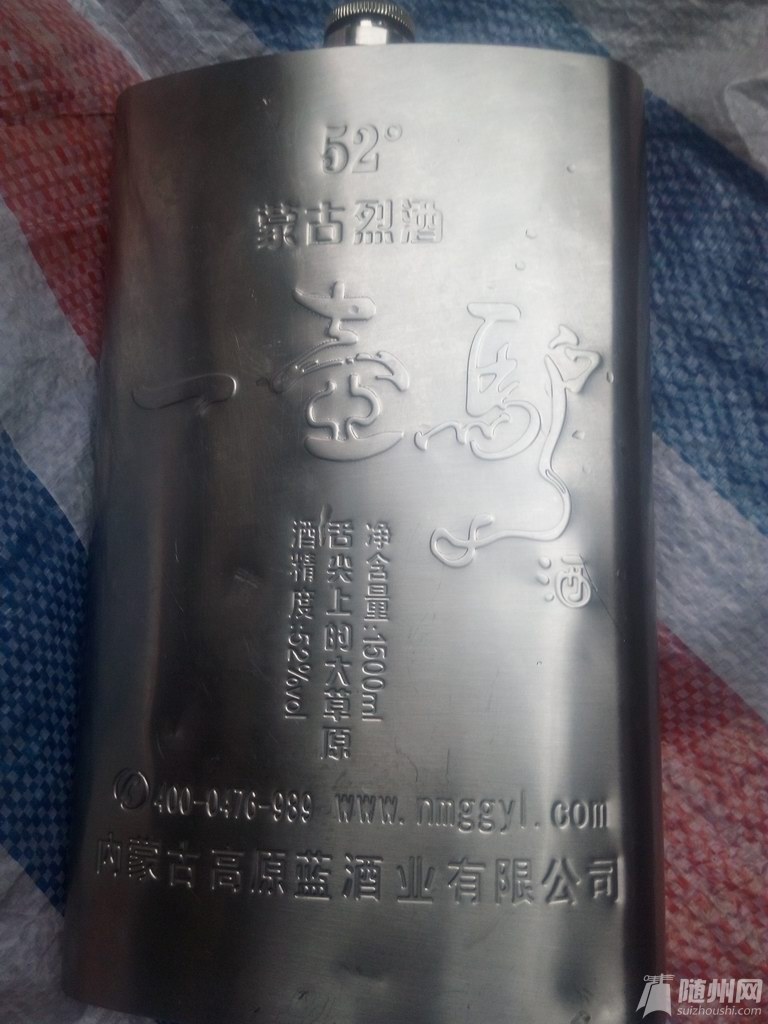 52°
蒙古烈酒
一壶驴
酒
净含量:1500ml
舌尖上的大草原
酒精度:52%vol
400-0476-989 www.nmggyl.com
内蒙古高原蓝酒业有限公司
随州网
suizhoushi.com